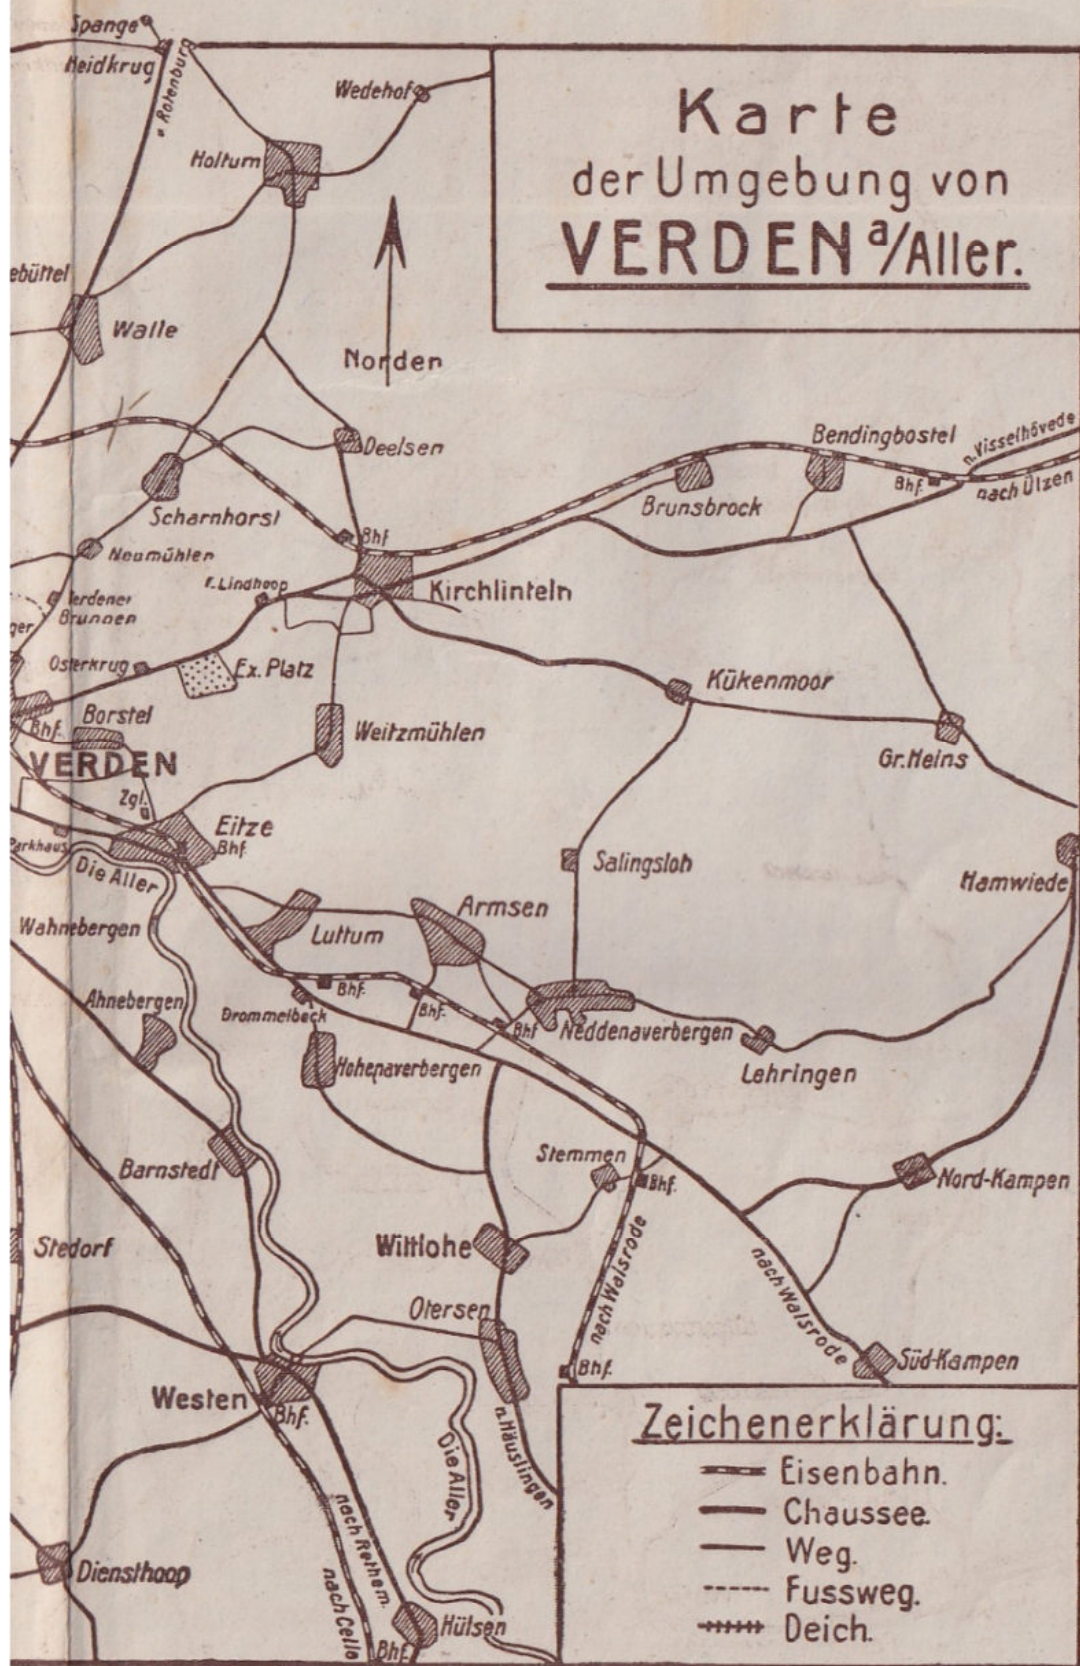 Spange
Heidkrug
Rotenburg
Wedehof
Karte
der Umgebung von
VERDEN a/Aller.
Holtum
ebüttel
Walle
Norden
Deelsen
Bendingbostel
n. Visselhövede
Bhf.
nach Ülzen
Scharnhorst
Brunsbrock
Bhf
Neumühlen
F. Lindhoop
Kirchlinteln
Verdener
Brunnen
ger
Osterkrug
Ex. Platz
Kükenmoor
Borstel
Bhf.
Weitzmühlen
Gr. Heins
VERDEN
Zgl.
Eitze
Bhf.
Parkhaus
Die Aller
Salingsloh
Hamwiede
Wahnebergen
Luttum
Armsen
Ahnebergen
Bhf.
Drommelbeck
Bhf.
Bhf
Neddenaverbergen
Hohenaverbergen
Lehringen
Barnstedt
Stemmen
Bhf.
Nord-Kampen
Stedorf
Wittlohe
nach Walsrode
nach Walsrode
Otersen
Bhf.
Süd-Kampen
Westen
Bhf.
n. Häuslingen
Die Aller
Zeichenerklärung:
Eisenbahn.
Chaussee.
Weg.
Fussweg.
Deich.
nach Rethem.
nach Celle
Diensthoop
Hülsen
Bhf.